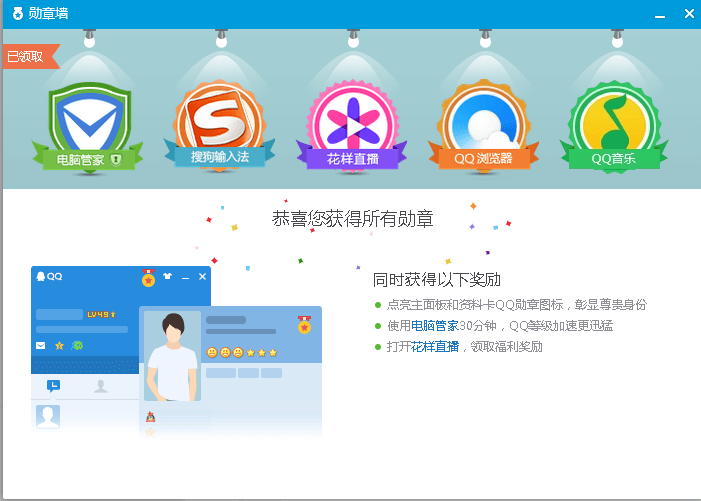 勋章墙
已领取
电脑管家
搜狗输入法
花样直播
QQ浏览器
QQ音乐
恭喜您获得所有勋章
QQ
LV49
同时获得以下奖励
点亮主面板和资料卡QQ勋章图标，彰显尊贵身份
使用电脑管家30分钟，QQ等级加速更迅猛
打开花样直播，领取福利奖励